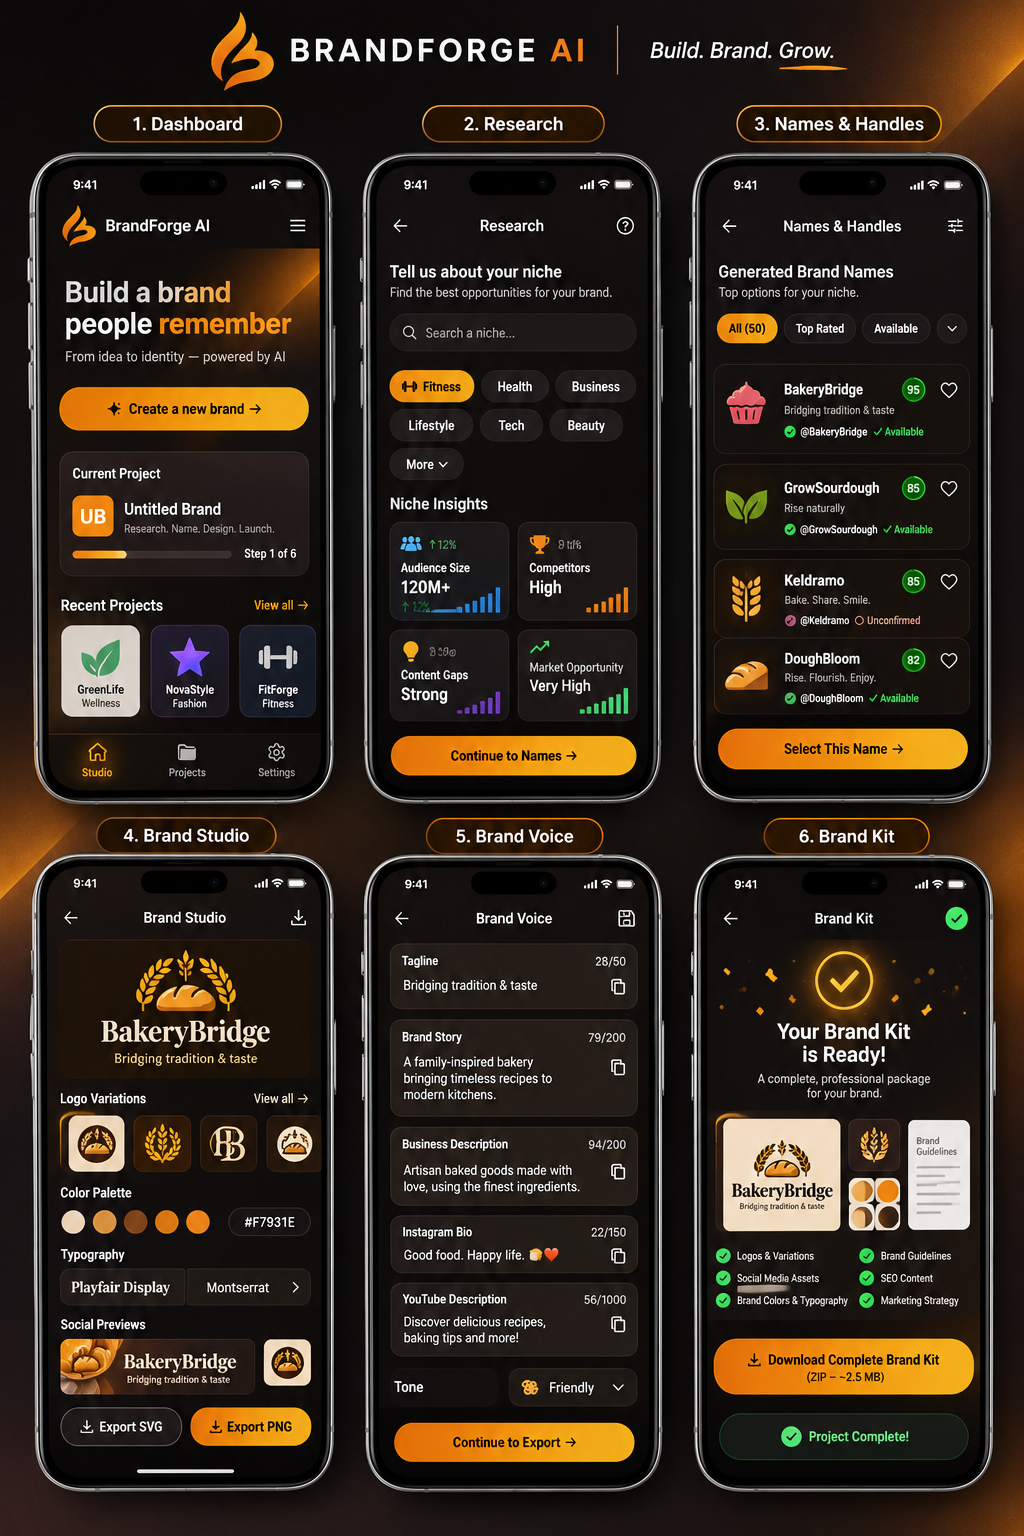 BRANDFORGE AI
Build. Brand. Grow.
1. Dashboard
9:41
BrandForge AI
Build a brand
people remember
From idea to identity — powered by AI
Create a new brand →
Current Project
UB
Untitled Brand
Research. Name. Design. Launch.
Step 1 of 6
Recent Projects
View all →
GreenLife
Wellness
NovaStyle
Fashion
FitForge
Fitness
Studio
Projects
Settings
2. Research
9:41
Research
Tell us about your niche
Find the best opportunities for your brand.
Search a niche...
Fitness
Health
Business
Lifestyle
Tech
Beauty
More
Niche Insights
↑12%
Audience Size
120M+
↑12%
Competitors
High
Content Gaps
Strong
Market Opportunity
Very High
Continue to Names →
3. Names & Handles
9:41
Names & Handles
Generated Brand Names
Top options for your niche.
All (50)
Top Rated
Available
BakeryBridge
95
Bridging tradition & taste
@BakeryBridge ✓ Available
GrowSourdough
85
Rise naturally
@GrowSourdough ✓ Available
Keldramo
85
Bake. Share. Smile.
@Keldramo Unconfirmed
DoughBloom
82
Rise. Flourish. Enjoy.
@DoughBloom ✓ Available
Select This Name →
4. Brand Studio
9:41
Brand Studio
BakeryBridge
Bridging tradition & taste
Logo Variations
View all →
BB
Color Palette
#F7931E
Typography
Playfair Display
Montserrat
Social Previews
BakeryBridge
Bridging tradition & taste
Export SVG
Export PNG
5. Brand Voice
9:41
Brand Voice
Tagline
28/50
Bridging tradition & taste
Brand Story
79/200
A family-inspired bakery
bringing timeless recipes to
modern kitchens.
Business Description
94/200
Artisan baked goods made with
love, using the finest ingredients.
Instagram Bio
22/150
Good food. Happy life. 🍞❤️
YouTube Description
56/1000
Discover delicious recipes,
baking tips and more!
Tone
Friendly
Continue to Export →
6. Brand Kit
9:41
Brand Kit
Your Brand Kit
is Ready!
A complete, professional package
for your brand.
BakeryBridge
Bridging tradition & taste
Brand
Guidelines
Logos & Variations
Brand Guidelines
Social Media Assets
SEO Content
Brand Colors & Typography
Marketing Strategy
Download Complete Brand Kit
(ZIP – ~2.5 MB)
Project Complete!